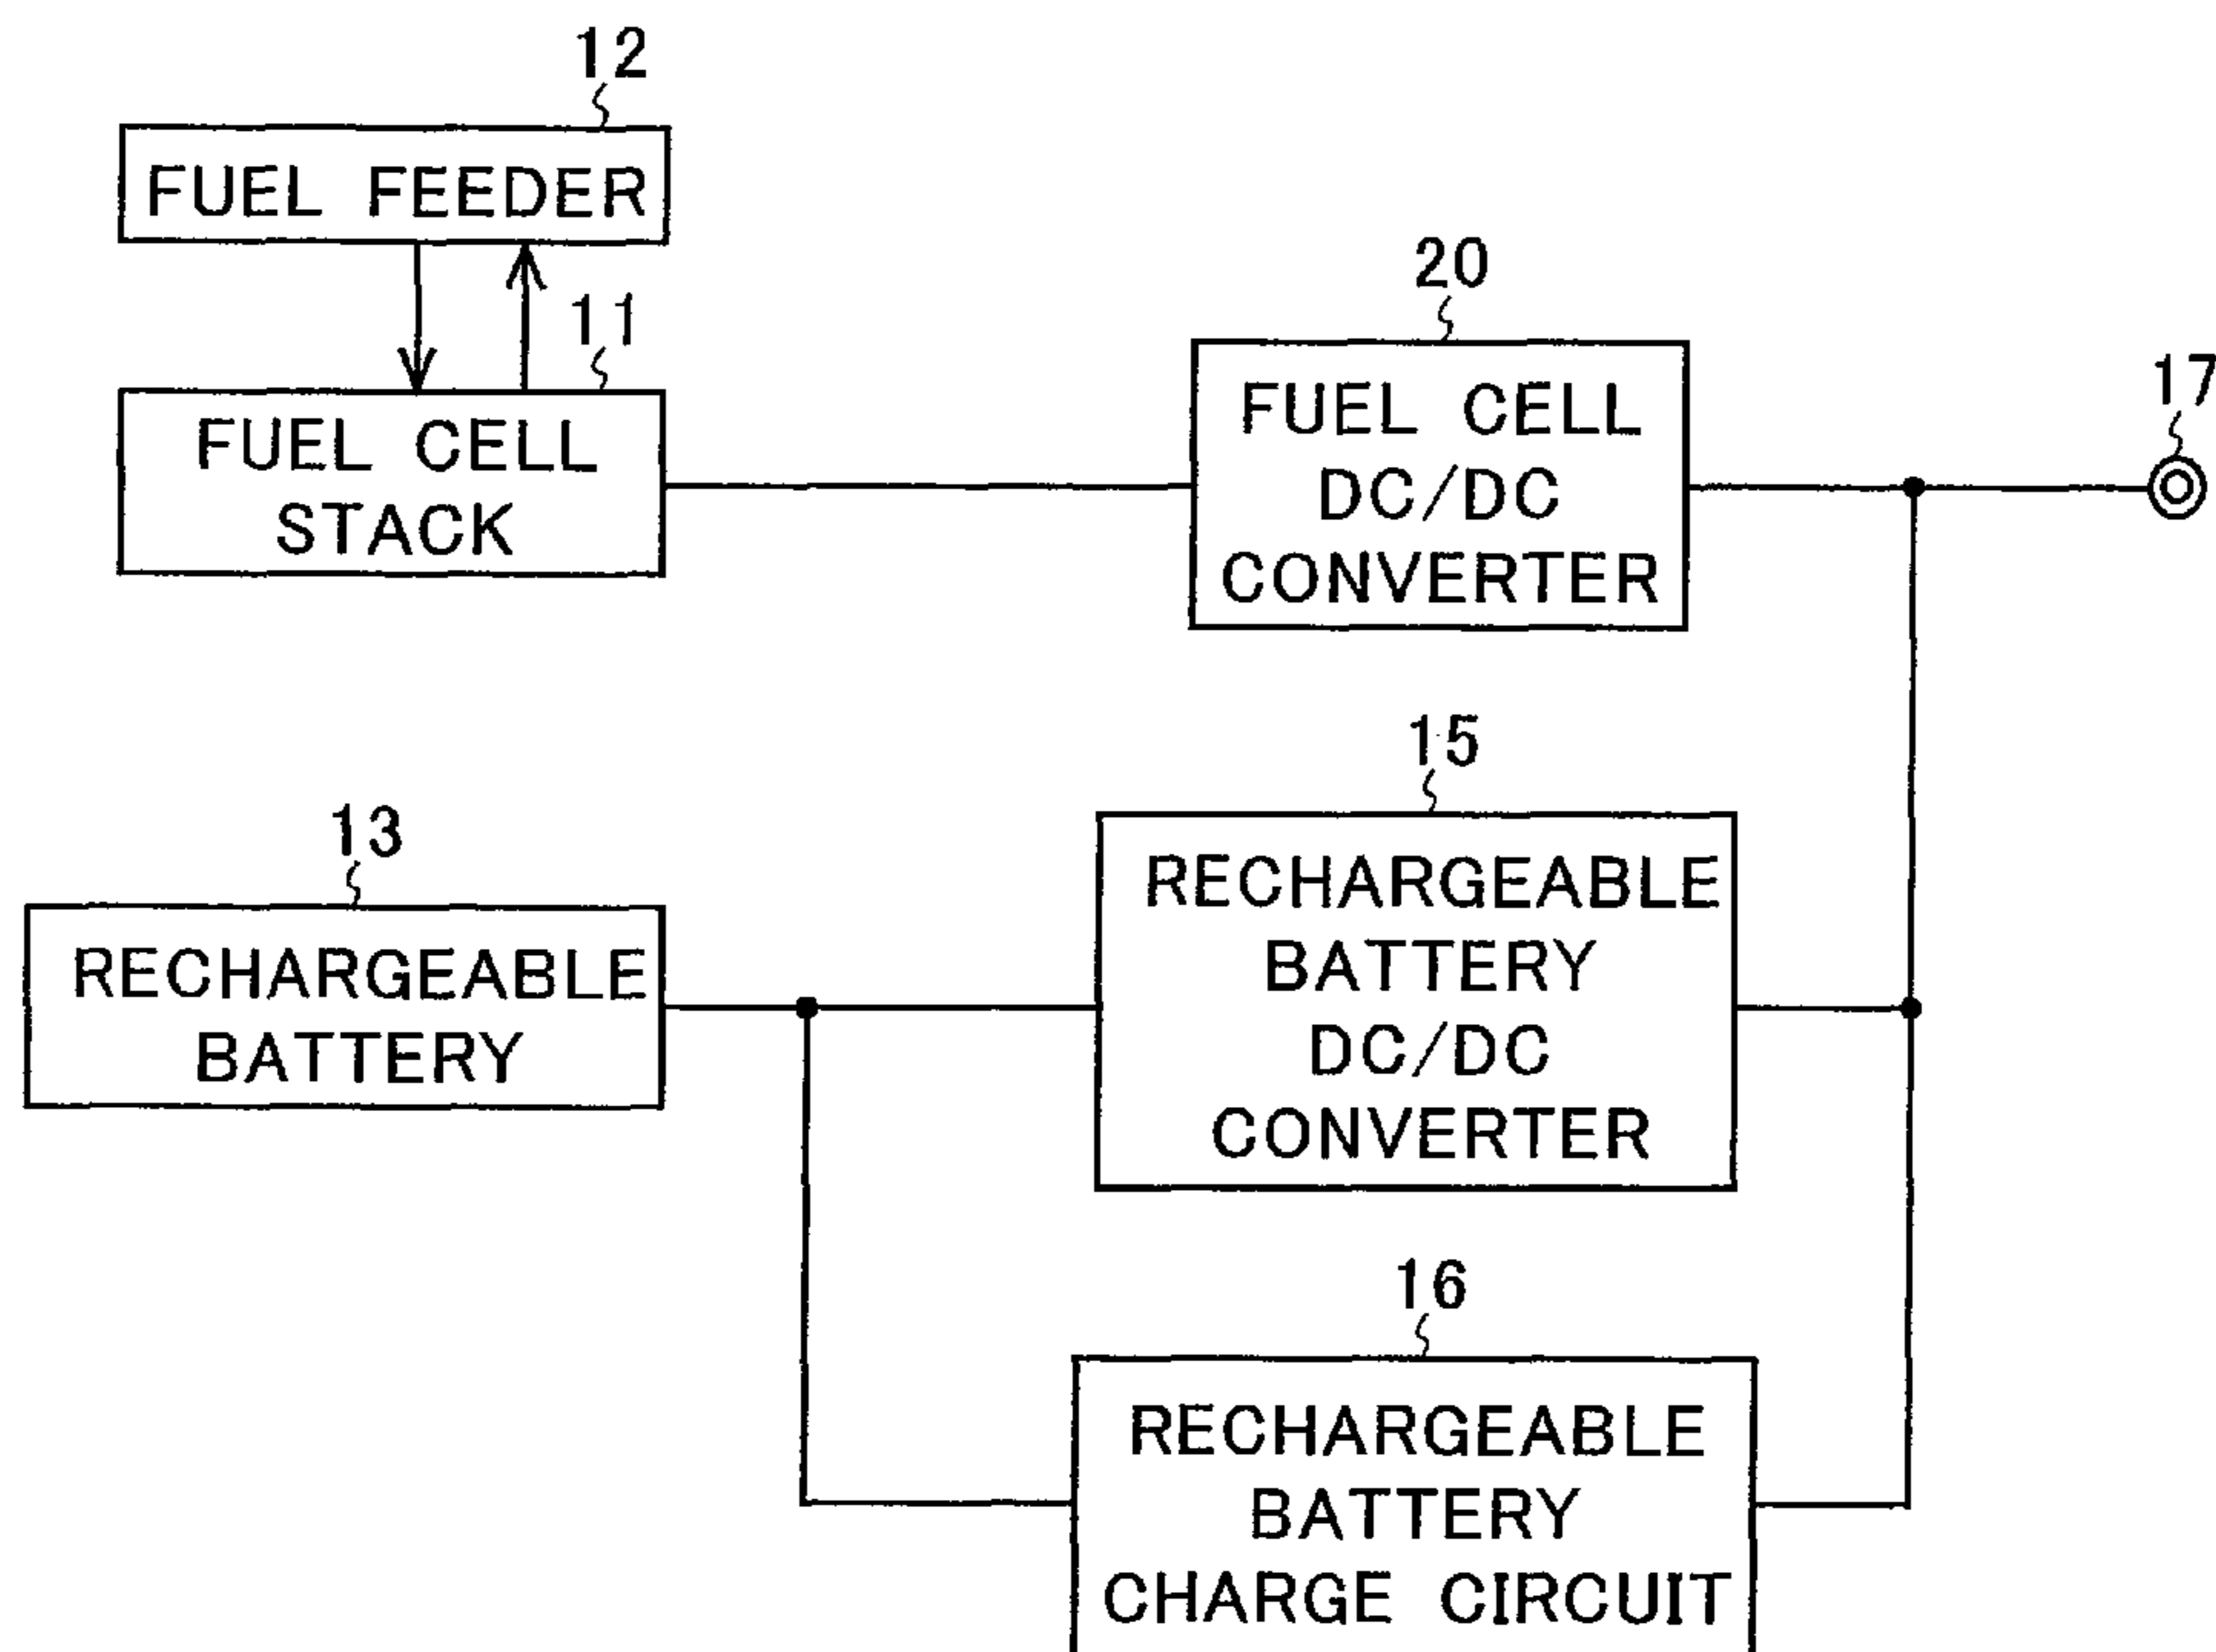 12
FUEL FEEDER
11
FUEL CELL
STACK
20
FUEL CELL
DC/DC
CONVERTER
17
13
RECHARGEABLE
BATTERY
15
RECHARGEABLE
BATTERY
DC/DC
CONVERTER
16
RECHARGEABLE
BATTERY
CHARGE CIRCUIT